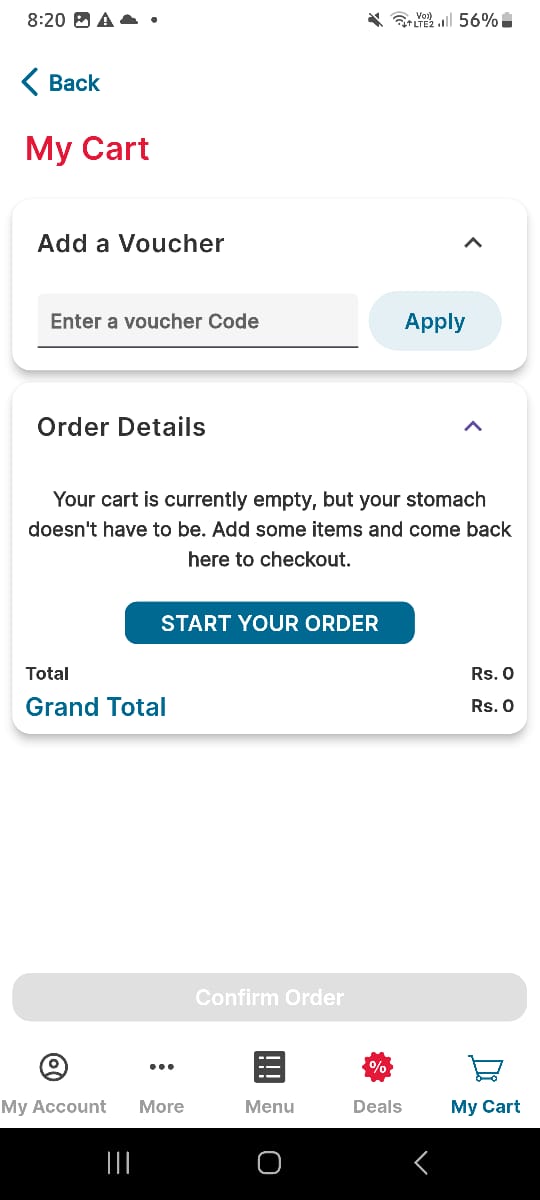 8:20
Vo))
LTE2
56%
Back
My Cart
Add a Voucher
Enter a voucher Code
Apply
Order Details
Your cart is currently empty, but your stomach
doesn't have to be. Add some items and come back
here to checkout.
START YOUR ORDER
Total Rs. 0
Grand Total Rs. 0
Confirm Order
%
My Account More Menu Deals My Cart